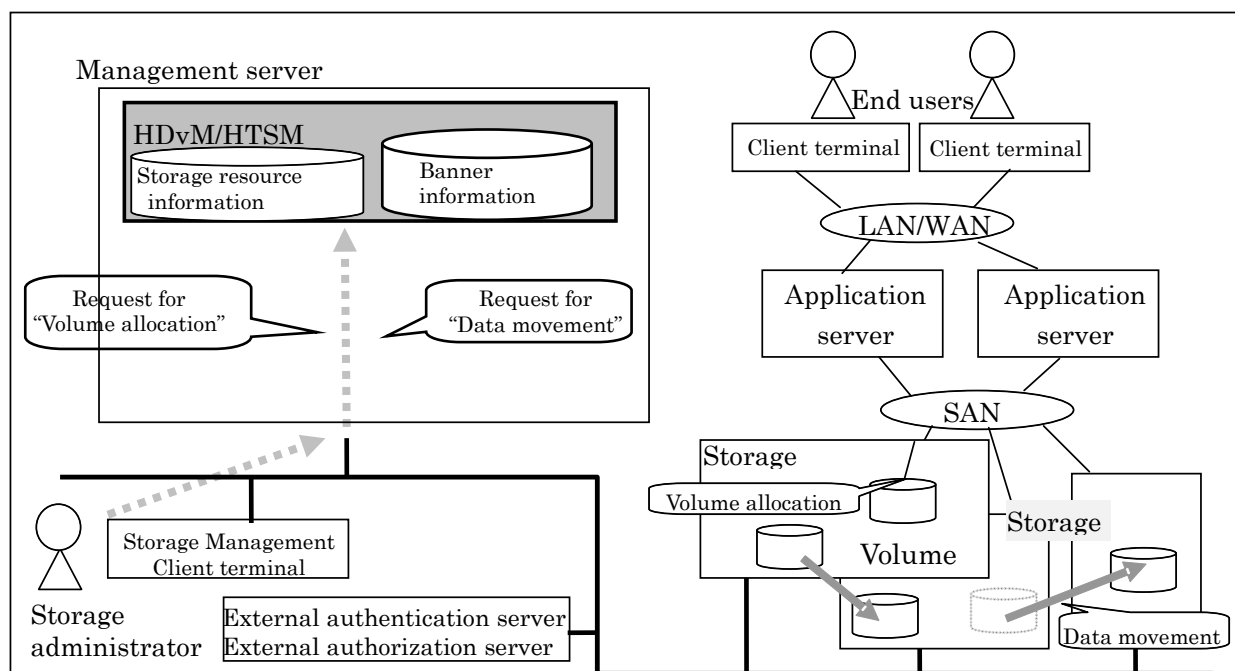 Management server
HDvM/HTSM
Storage resource
information
Banner
information
Request for
“Volume allocation”
Request for
“Data movement”
Storage Management
Client terminal
Storage
administrator
External authentication server
External authorization server
End users
Client terminal
Client terminal
LAN/WAN
Application
server
Application
server
SAN
Storage
Volume allocation
Volume
Storage
Data movement